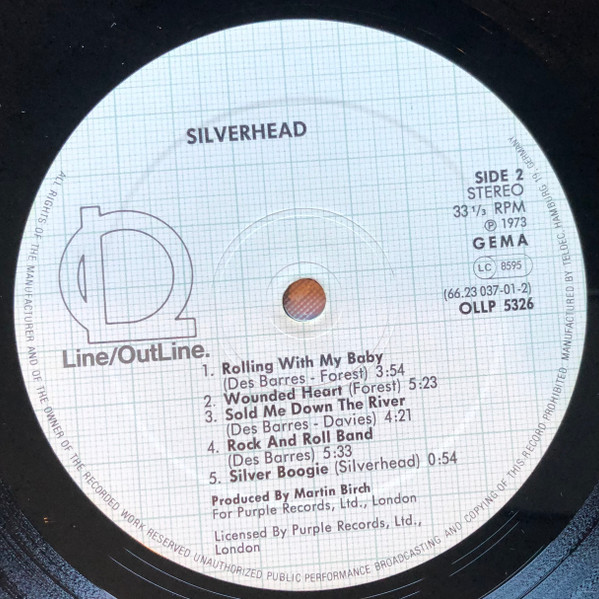 SILVERHEAD
SIDE 2
STEREO
33 1/3 RPM
Ⓟ 1973
GEMA
LC 8595
(66.23 037-01-2)
OLLP 5326
Line/OutLine.
1. Rolling With My Baby
(Des Barres - Forest) 3:54
2. Wounded Heart (Forest) 5:23
3. Sold Me Down The River
(Des Barres - Davies) 4:21
4. Rock And Roll Band
(Des Barres) 5:33
5. Silver Boogie (Silverhead) 0:54
Produced By Martin Birch
For Purple Records, Ltd., London
Licensed By Purple Records, Ltd.,
London
ALL RIGHTS OF THE MANUFACTURER AND OF THE OWNER OF THE RECORDED WORK RESERVED UNAUTHORIZED PUBLIC PERFORMANCE BROADCASTING AND COPYING OF THIS RECORD PROHIBITED · MANUFACTURED BY TELDEC, HAMBURG 19, GERMANY